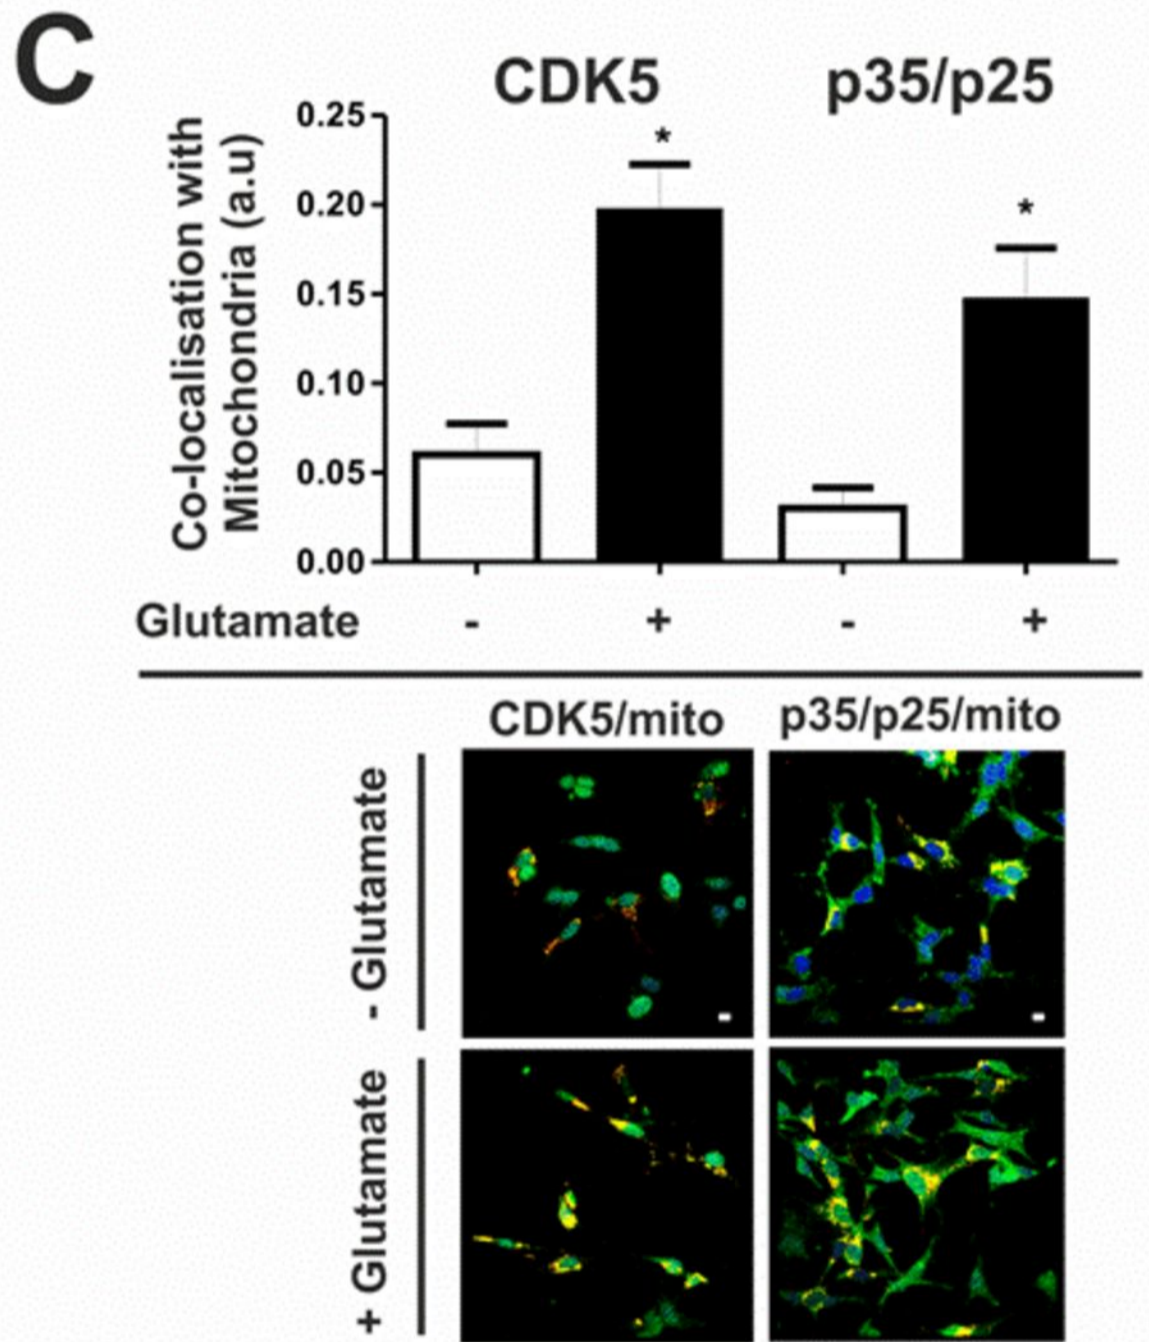 C
CDK5 p35/p25
Co-localisation with
Mitochondria (a.u)
0.25
0.20
0.15
0.10
0.05
0.00
* *
Glutamate - + - +
CDK5/mito p35/p25/mito
- Glutamate
+ Glutamate